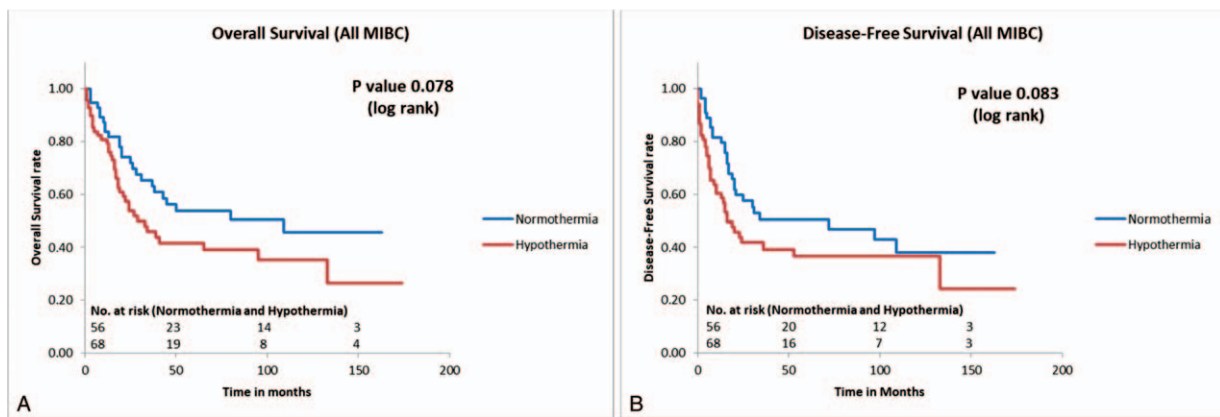 Overall Survival (All MIBC)
P value 0.078
(log rank)
Overall Survival rate
1.00
0.80
0.60
0.40
0.20
0.00
Normothermia
Hypothermia
No. at risk (Normothermia and Hypothermia)
56 23 14 3
68 19 8 4
0 50 100 150 200
Time in months
A
Disease-Free Survival (All MIBC)
P value 0.083
(log rank)
Disease-Free Survival rate
1.00
0.80
0.60
0.40
0.20
0.00
Normothermia
Hypothermia
No. at risk (Normothermia and Hypothermia)
56 20 12 3
68 16 7 3
0 50 100 150 200
Time in Months
B